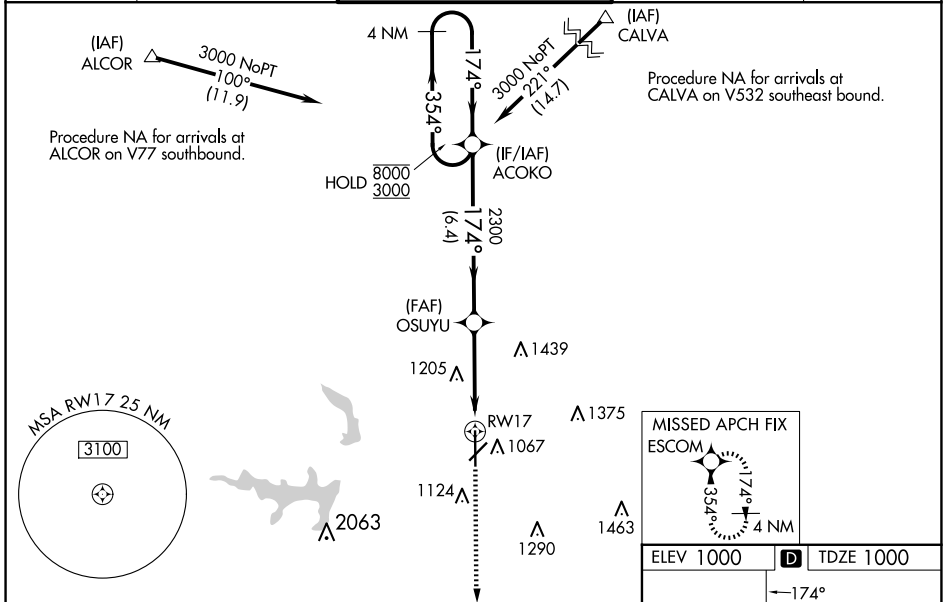 (IAF)
ALCOR
3000 NoPT
100°
(11.9)
Procedure NA for arrivals at
ALCOR on V77 southbound.
4 NM
174°
354°
HOLD 8000
3000
(IF/IAF)
ACOKO
(IAF)
CALVA
3000 NoPT
221°
(14.7)
Procedure NA for arrivals at
CALVA on V532 southeast bound.
2300
174°
(6.4)
(FAF)
OSUYU
1439
1205
RW17
1375
1067
1124
1463
1290
2063
MSA RW17 25 NM
3100
MISSED APCH FIX
ESCOM
174°
354°
4 NM
ELEV 1000 D TDZE 1000
174°